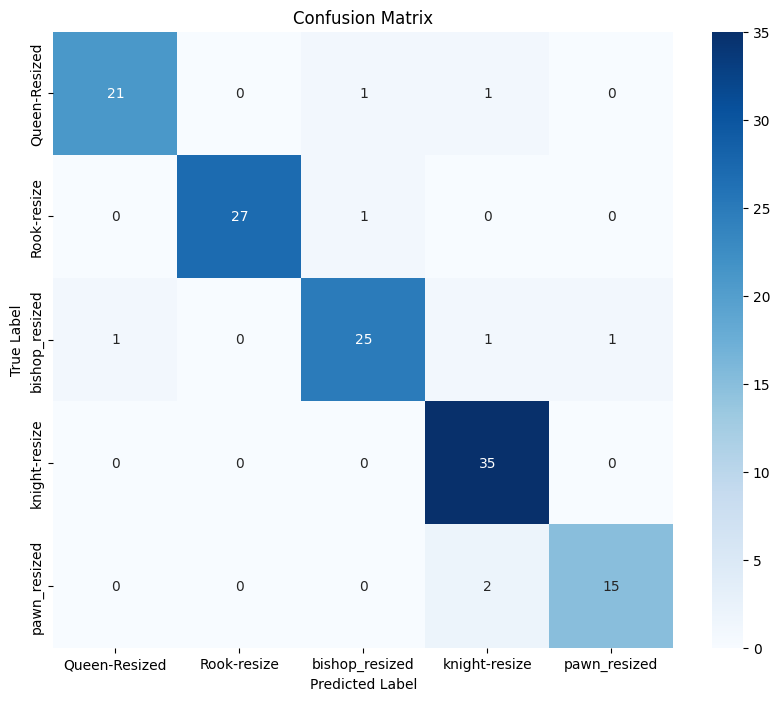 Confusion Matrix
True Label
Queen-Resized 21 0 1 1 0
Rook-resize 0 27 1 0 0
bishop_resized 1 0 25 1 1
knight-resize 0 0 0 35 0
pawn_resized 0 0 0 2 15
Queen-Resized Rook-resize bishop_resized knight-resize pawn_resized
Predicted Label
35
30
25
20
15
10
5
0